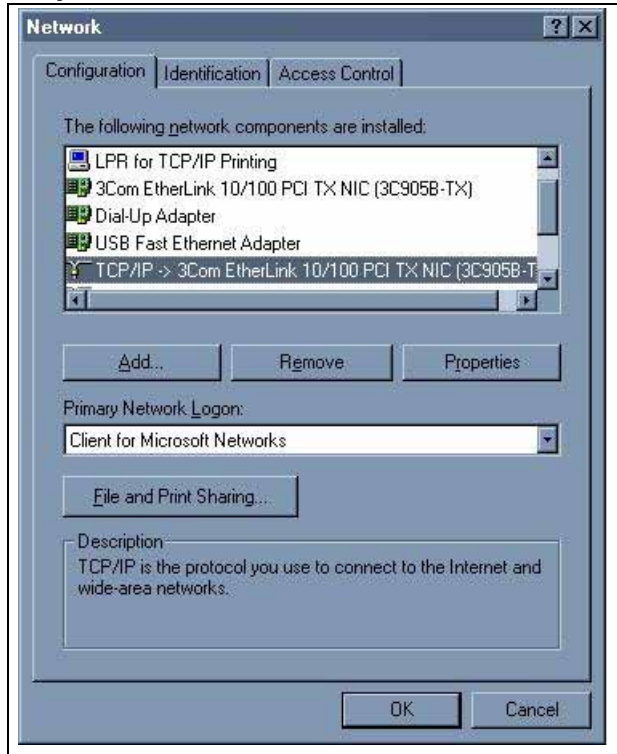 Network
Configuration Identification Access Control
The following network components are installed:
LPR for TCP/IP Printing
3Com EtherLink 10/100 PCI TX NIC (3C905B-TX)
Dial-Up Adapter
USB Fast Ethernet Adapter
TCP/IP -> 3Com EtherLink 10/100 PCI TX NIC (3C905B-T
Add... Remove Properties
Primary Network Logon:
Client for Microsoft Networks
File and Print Sharing...
Description
TCP/IP is the protocol you use to connect to the Internet and
wide-area networks.
OK Cancel